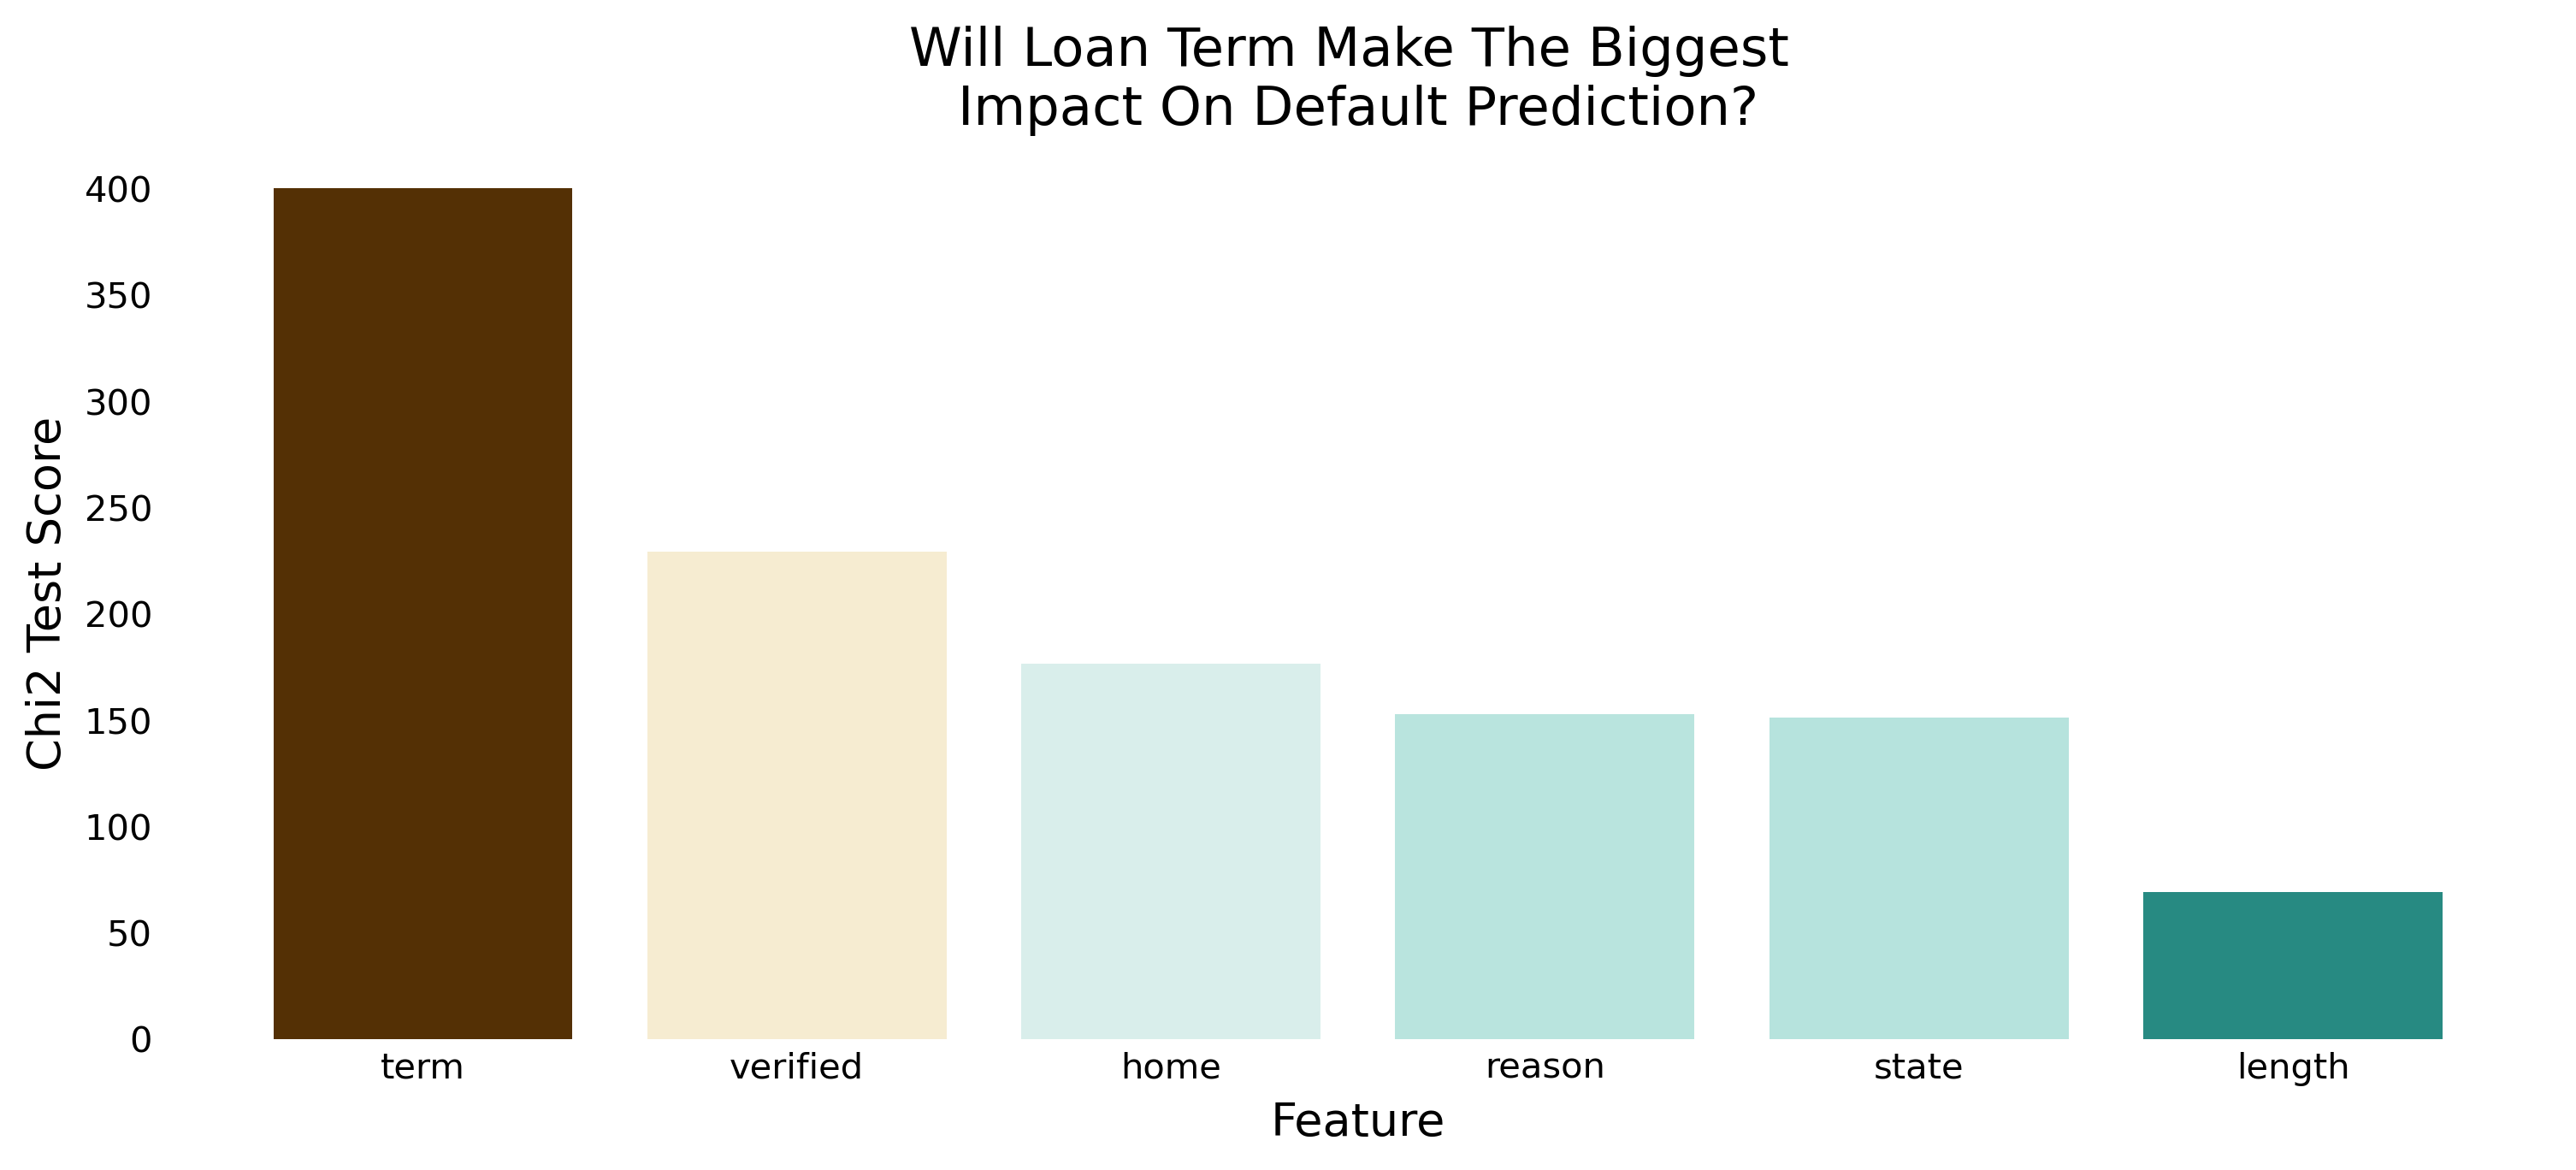 Will Loan Term Make The Biggest
Impact On Default Prediction?
Chi2 Test Score
400
350
300
250
200
150
100
50
0
term
verified
home
reason
state
length
Feature